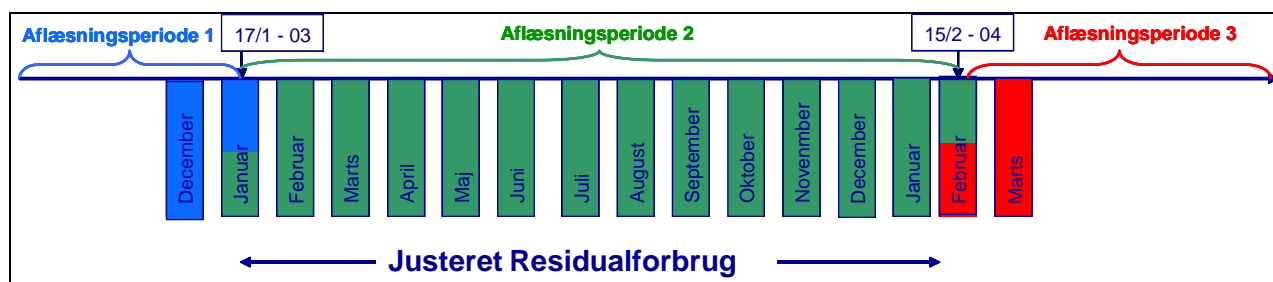 Aflæsningsperiode 1
17/1 - 03
Aflæsningsperiode 2
15/2 - 04
Aflæsningsperiode 3
December
Januar
Februar
Marts
April
Maj
Juni
Juli
August
September
Oktober
Novenmber
December
Januar
Februar
Marts
Justeret Residualforbrug